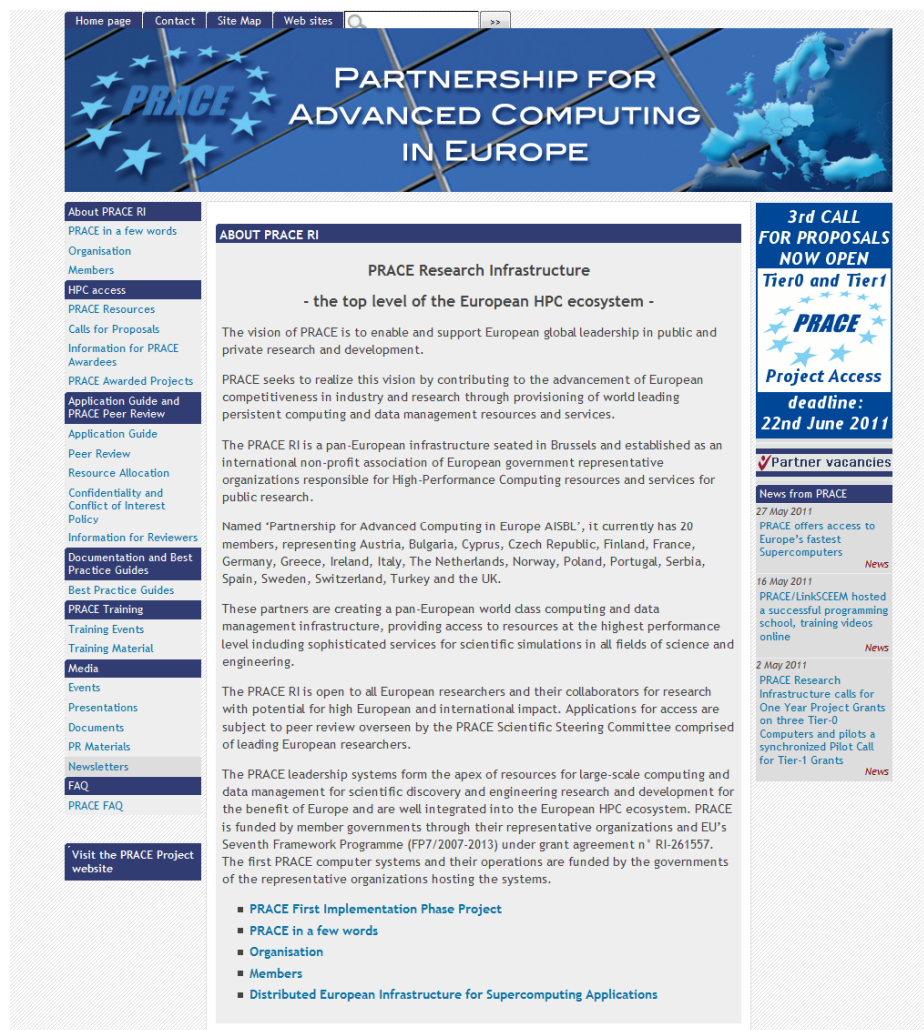 Home page
Contact
Site Map
Web sites
>>
PRACE
PARTNERSHIP FOR
ADVANCED COMPUTING
IN EUROPE
About PRACE RI
PRACE in a few words
Organisation
Members
HPC access
PRACE Resources
Calls for Proposals
Information for PRACE
Awardees
PRACE Awarded Projects
Application Guide and
PRACE Peer Review
Application Guide
Peer Review
Resource Allocation
Confidentiality and
Conflict of Interest
Policy
Information for Reviewers
Documentation and Best
Practice Guides
Best Practice Guides
PRACE Training
Training Events
Training Material
Media
Events
Presentations
Documents
PR Materials
Newsletters
FAQ
PRACE FAQ
Visit the PRACE Project
website
ABOUT PRACE RI
PRACE Research Infrastructure
- the top level of the European HPC ecosystem -
The vision of PRACE is to enable and support European global leadership in public and
private research and development.
PRACE seeks to realize this vision by contributing to the advancement of European
competitiveness in industry and research through provisioning of world leading
persistent computing and data management resources and services.
The PRACE RI is a pan-European infrastructure seated in Brussels and established as an
international non-profit association of European government representative
organizations responsible for High-Performance Computing resources and services for
public research.
Named ‘Partnership for Advanced Computing in Europe AISBL’, it currently has 20
members, representing Austria, Bulgaria, Cyprus, Czech Republic, Finland, France,
Germany, Greece, Ireland, Italy, The Netherlands, Norway, Poland, Portugal, Serbia,
Spain, Sweden, Switzerland, Turkey and the UK.
These partners are creating a pan-European world class computing and data
management infrastructure, providing access to resources at the highest performance
level including sophisticated services for scientific simulations in all fields of science and
engineering.
The PRACE RI is open to all European researchers and their collaborators for research
with potential for high European and international impact. Applications for access are
subject to peer review overseen by the PRACE Scientific Steering Committee comprised
of leading European researchers.
The PRACE leadership systems form the apex of resources for large-scale computing and
data management for scientific discovery and engineering research and development for
the benefit of Europe and are well integrated into the European HPC ecosystem. PRACE
is funded by member governments through their representative organizations and EU’s
Seventh Framework Programme (FP7/2007-2013) under grant agreement n° RI-261557.
The first PRACE computer systems and their operations are funded by the governments
of the representative organizations hosting the systems.
PRACE First Implementation Phase Project
PRACE in a few words
Organisation
Members
Distributed European Infrastructure for Supercomputing Applications
3rd CALL
FOR PROPOSALS
NOW OPEN
Tier0 and Tier1
PRACE
Project Access
deadline:
22nd June 2011
Partner vacancies
News from PRACE
27 May 2011
PRACE offers access to
Europe's fastest
Supercomputers
News
16 May 2011
PRACE/LinkSCEEM hosted
a successful programming
school, training videos
online
News
2 May 2011
PRACE Research
Infrastructure calls for
One Year Project Grants
on three Tier-0
Computers and pilots a
synchronized Pilot Call
for Tier-1 Grants
News